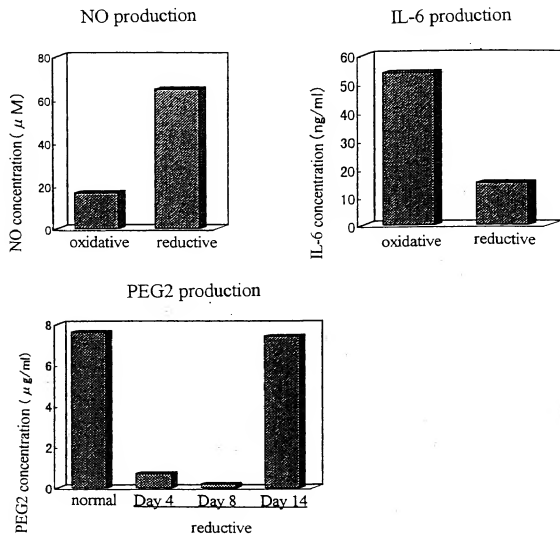 NO production
NO concentration ( μ M)
80
60
40
20
0
oxidative reductive
IL-6 production
IL-6 concentration (ng/ml)
60
50
40
30
20
10
0
oxidative reductive
PEG2 production
PEG2 concentration ( μ g/ml)
8
6
4
2
0
normal Day 4 Day 8 Day 14
reductive